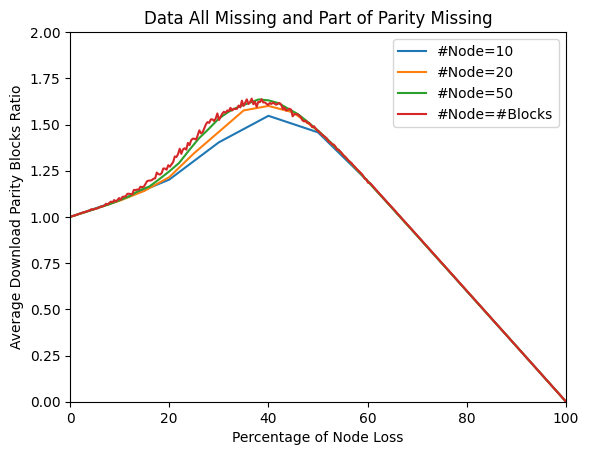 Data All Missing and Part of Parity Missing
2.00
1.75
1.50
1.25
1.00
0.75
0.50
0.25
0.00
Average Download Parity Blocks Ratio
#Node=10
#Node=20
#Node=50
#Node=#Blocks
0 20 40 60 80 100
Percentage of Node Loss